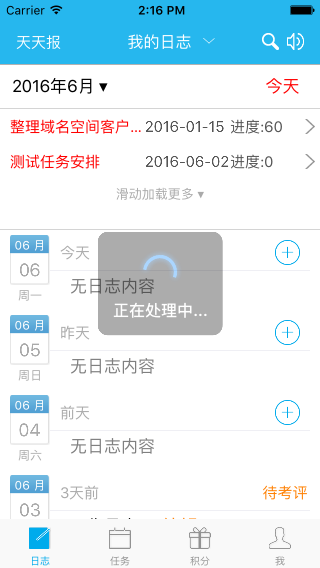 Carrier 2:16 PM
天天报 我的日志
2016年6月▼ 今天
整理域名空间客户... 2016-01-15 进度:60
测试任务安排 2016-06-02进度:0
滑动加载更多▼
06 月
06
周一
今天
无日志内容
正在处理中...
06 月
05
周日
昨天
无日志内容
06 月
04
周六
前天
无日志内容
06 月
03
3天前 待考评
日志 任务 积分 我